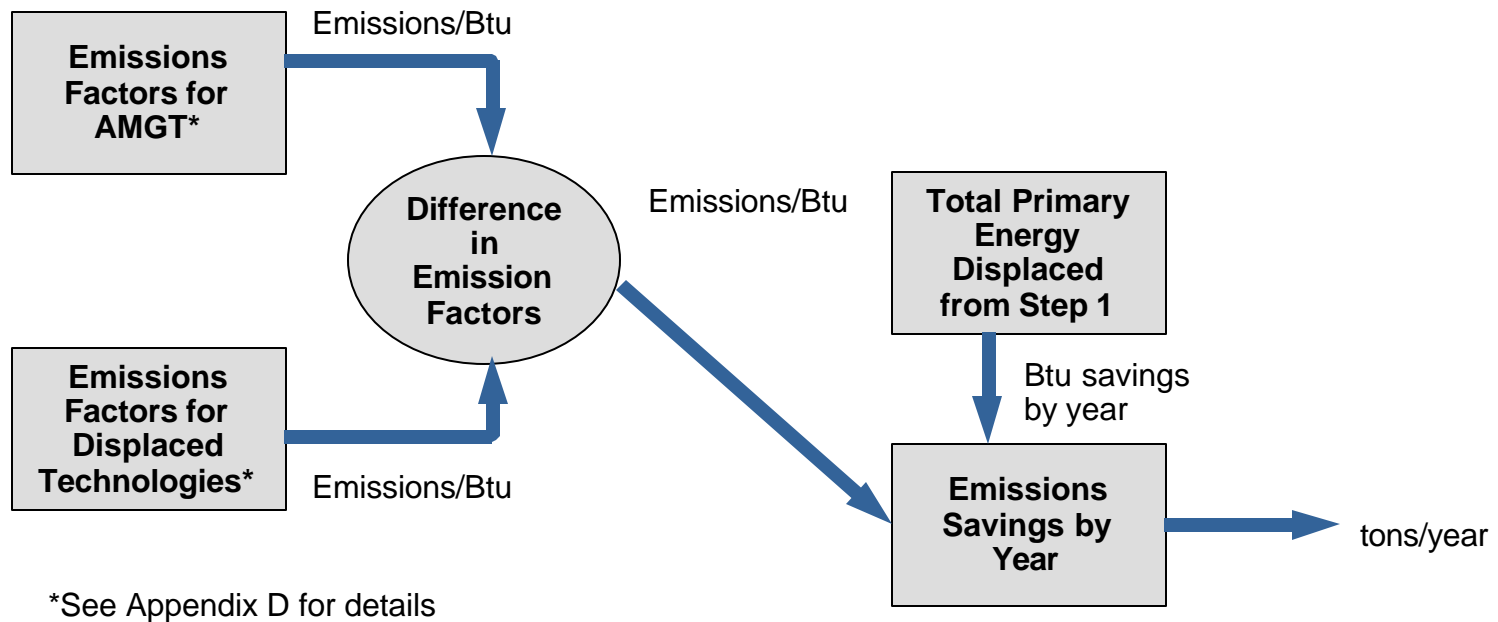 Emissions/Btu
Emissions
Factors for
AMGT*
Difference
in
Emission
Factors
Emissions/Btu
Total Primary
Energy
Displaced
from Step 1
Emissions
Factors for
Displaced
Technologies*
Emissions/Btu
Btu savings
by year
Emissions
Savings by
Year
tons/year
*See Appendix D for details